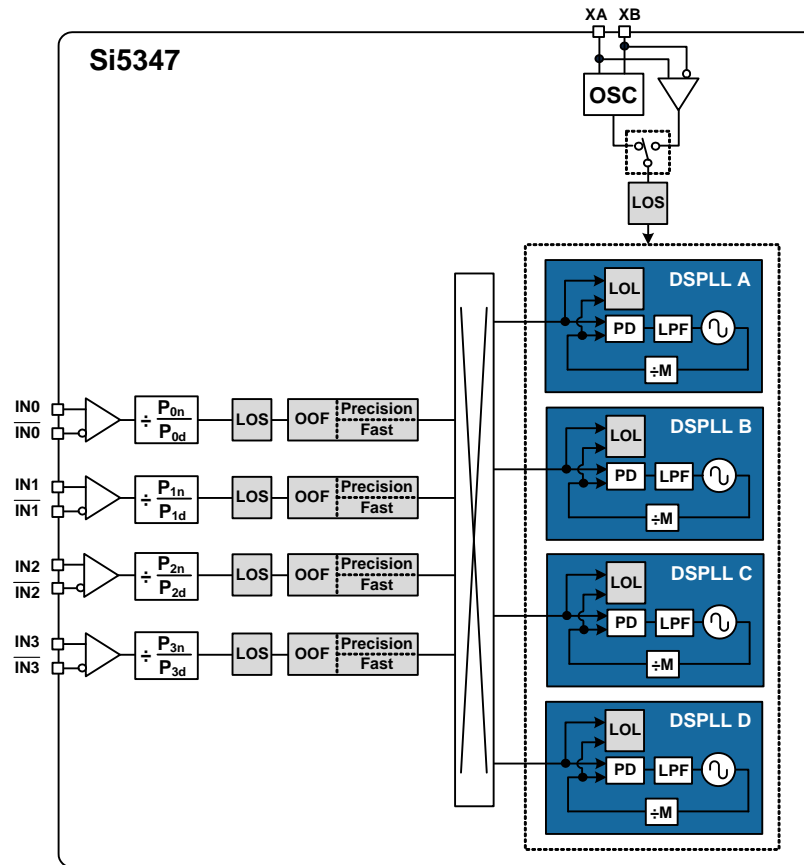 XA XB
Si5347
OSC
LOS
DSPLL A
LOL
PD LPF
÷M
DSPLL B
LOL
PD LPF
÷M
DSPLL C
LOL
PD LPF
÷M
DSPLL D
LOL
PD LPF
÷M
IN0
IN0
÷ P0n
P0d
LOS
OOF
Precision
Fast
IN1
IN1
÷ P1n
P1d
LOS
OOF
Precision
Fast
IN2
IN2
÷ P2n
P2d
LOS
OOF
Precision
Fast
IN3
IN3
÷ P3n
P3d
LOS
OOF
Precision
Fast